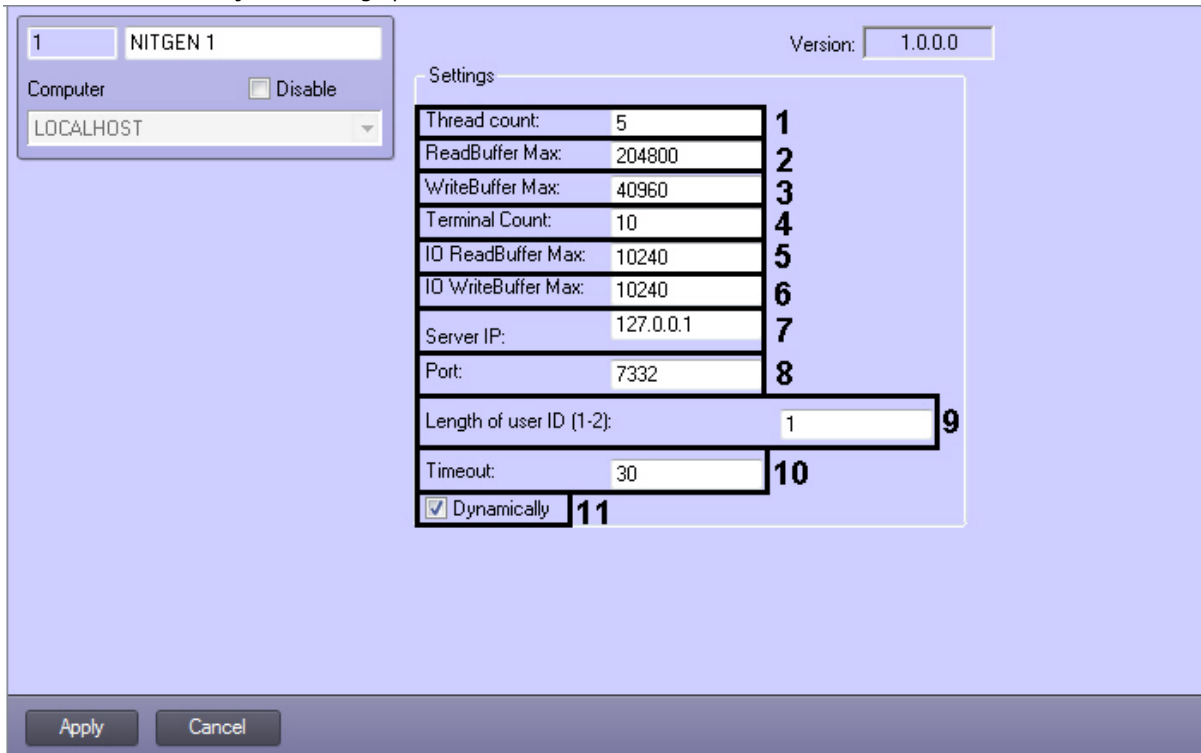 1 NITGEN 1
Version: 1.0.0.0
Computer Disable
LOCALHOST
Settings
Thread count: 5 1
ReadBuffer Max: 204800 2
WriteBuffer Max: 40960 3
Terminal Count: 10 4
IO ReadBuffer Max: 10240 5
IO WriteBuffer Max: 10240 6
Server IP: 127.0.0.1 7
Port: 7332 8
Length of user ID (1-2): 1 9
Timeout: 30 10
Dynamically 11
Apply Cancel